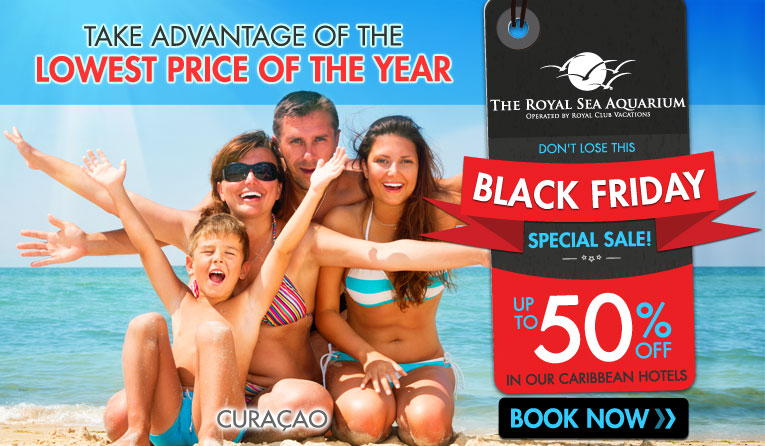 TAKE ADVANTAGE OF THE
LOWEST PRICE OF THE YEAR
THE ROYAL SEA AQUARIUM
OPERATED BY ROYAL CLUB VACATIONS
DON'T LOSE THIS
BLACK FRIDAY
SPECIAL SALE!
UP TO 50% OFF
IN OUR CARIBBEAN HOTELS
CURAÇAO
BOOK NOW »